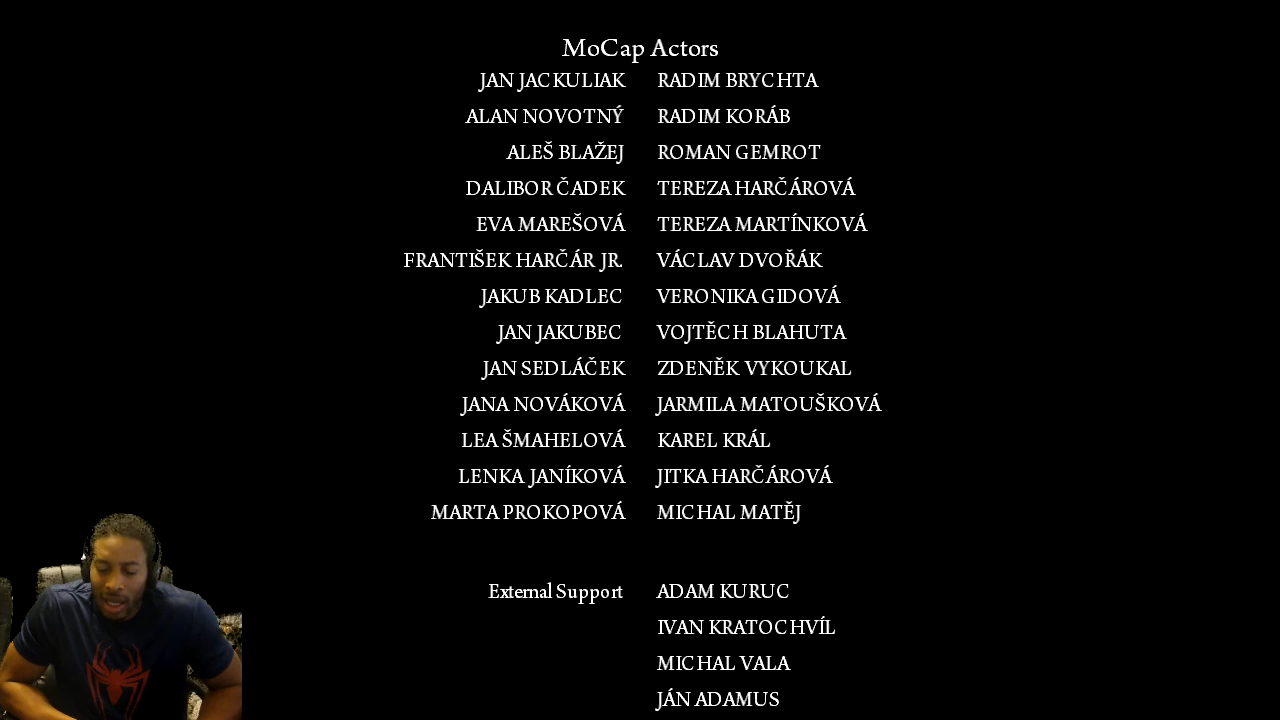 MoCap Actors
JAN JACKULIAK RADIM BRYCHTA
ALAN NOVOTNÝ RADIM KORÁB
ALEŠ BLAŽEJ ROMAN GEMROT
DALIBOR ČADEK TEREZA HARČÁROVÁ
EVA MAREŠOVÁ TEREZA MARTÍNKOVÁ
FRANTIŠEK HARČÁR JR. VÁCLAV DVOŘÁK
JAKUB KADLEC VERONIKA GIDOVÁ
JAN JAKUBEC VOJTĚCH BLAHUTA
JAN SEDLÁČEK ZDENĚK VYKOUKAL
JANA NOVÁKOVÁ JARMILA MATOUŠKOVÁ
LEA ŠMAHELOVÁ KAREL KRÁL
LENKA JANÍKOVÁ JITKA HARČÁROVÁ
MARTA PROKOPOVÁ MICHAL MATĚJ
External Support ADAM KURUC
IVAN KRATOCHVÍL
MICHAL VALA
JÁN ADAMUS